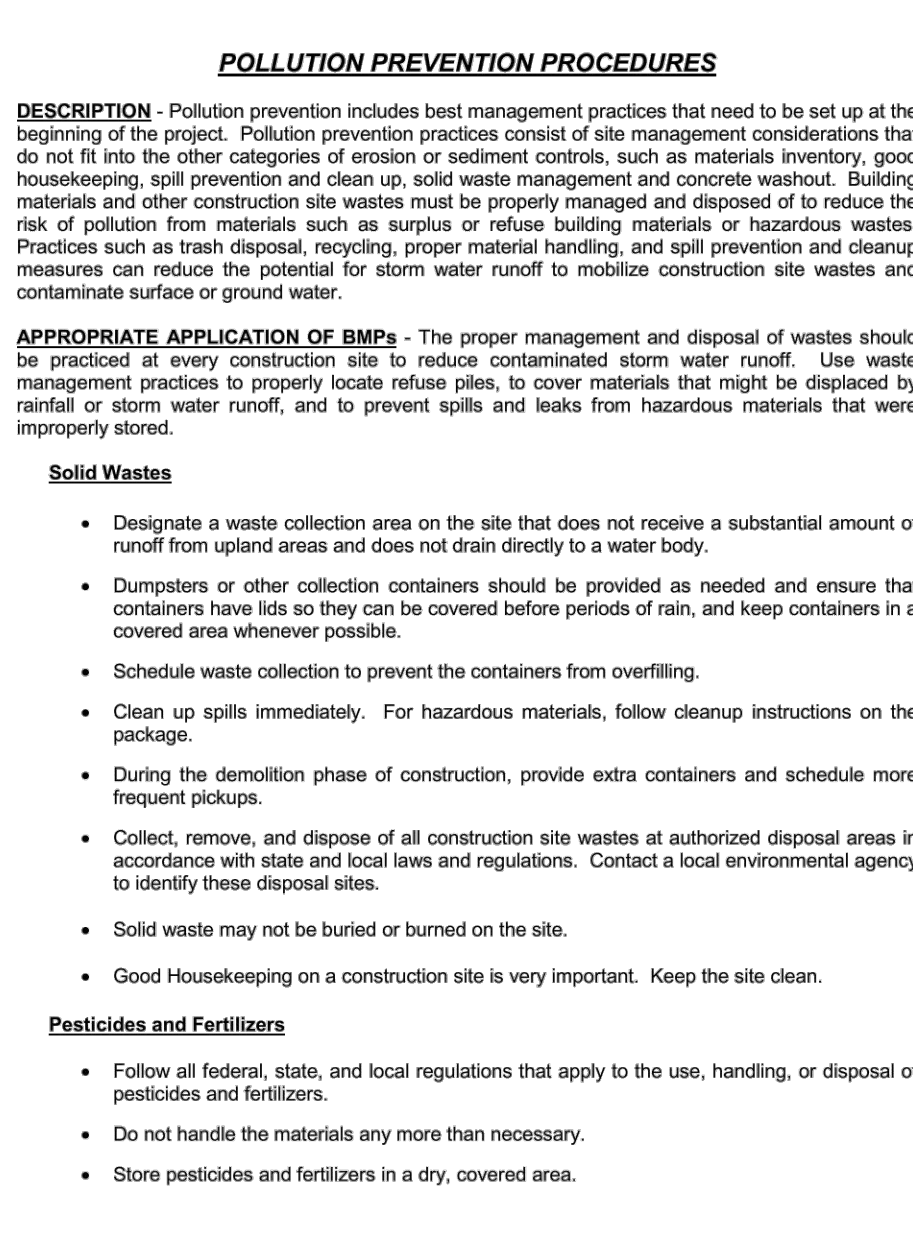 POLLUTION PREVENTION PROCEDURES
DESCRIPTION - Pollution prevention includes best management practices that need to be set up at the
beginning of the project. Pollution prevention practices consist of site management considerations that
do not fit into the other categories of erosion or sediment controls, such as materials inventory, good
housekeeping, spill prevention and clean up, solid waste management and concrete washout. Building
materials and other construction site wastes must be properly managed and disposed of to reduce the
risk of pollution from materials such as surplus or refuse building materials or hazardous wastes
Practices such as trash disposal, recycling, proper material handling, and spill prevention and cleanup
measures can reduce the potential for storm water runoff to mobilize construction site wastes and
contaminate surface or ground water.
APPROPRIATE APPLICATION OF BMPs - The proper management and disposal of wastes should
be practiced at every construction site to reduce contaminated storm water runoff. Use waste
management practices to properly locate refuse piles, to cover materials that might be displaced by
rainfall or storm water runoff, and to prevent spills and leaks from hazardous materials that were
improperly stored.
Solid Wastes
• Designate a waste collection area on the site that does not receive a substantial amount of
runoff from upland areas and does not drain directly to a water body.
• Dumpsters or other collection containers should be provided as needed and ensure that
containers have lids so they can be covered before periods of rain, and keep containers in a
covered area whenever possible.
• Schedule waste collection to prevent the containers from overfilling.
• Clean up spills immediately. For hazardous materials, follow cleanup instructions on the
package.
• During the demolition phase of construction, provide extra containers and schedule more
frequent pickups.
• Collect, remove, and dispose of all construction site wastes at authorized disposal areas in
accordance with state and local laws and regulations. Contact a local environmental agency
to identify these disposal sites.
• Solid waste may not be buried or burned on the site.
• Good Housekeeping on a construction site is very important. Keep the site clean.
Pesticides and Fertilizers
• Follow all federal, state, and local regulations that apply to the use, handling, or disposal of
pesticides and fertilizers.
• Do not handle the materials any more than necessary.
• Store pesticides and fertilizers in a dry, covered area.